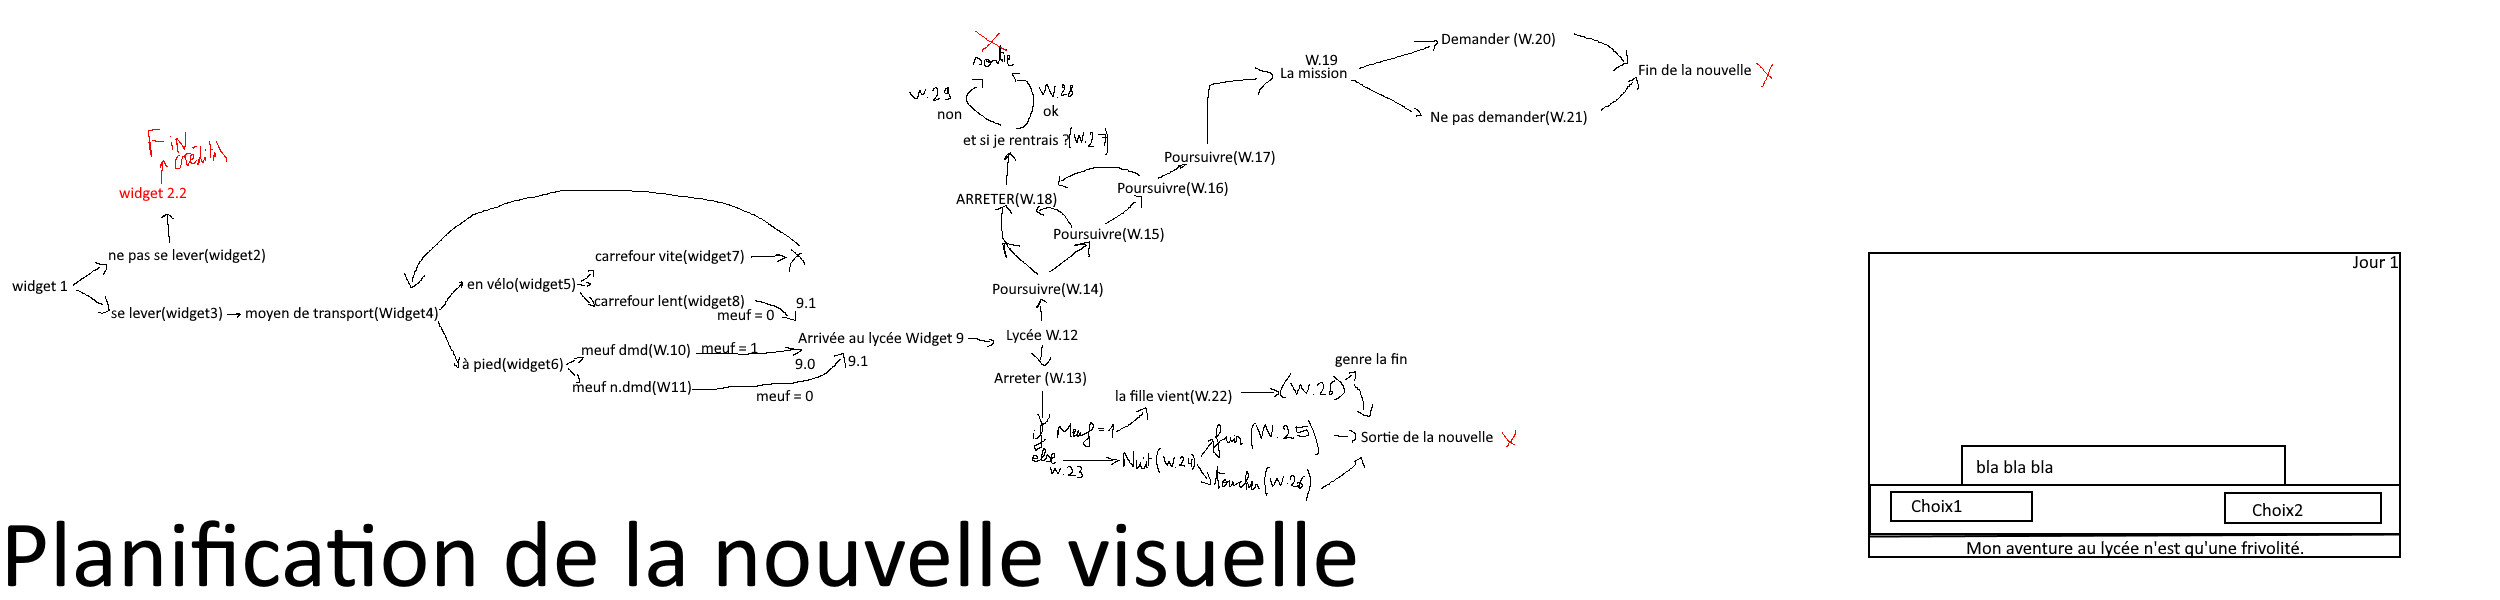 FiN
crédits
widget 2.2
ne pas se lever(widget2)
widget 1
se lever(widget3)
moyen de transport(Widget4)
en vélo(widget5)
carrefour vite(widget7)
carrefour lent(widget8)
meuf = 0
9.1
à pied(widget6)
meuf dmd(W.10)
meuf = 1
9.0
meuf n.dmd(W11)
meuf = 0
9.1
Arrivée au lycée Widget 9
Lycée W.12
Poursuivre(W.14)
Poursuivre(W.15)
Poursuivre(W.16)
Poursuivre(W.17)
ARRETER(W.18)
et si je rentrais ?(W.27)
W.29
non
W.28
ok
sortie
W.19
La mission
Demander (W.20)
Ne pas demander(W.21)
Fin de la nouvelle
Arreter (W.13)
if Meuf = 1
else
W.23
la fille vient(W.22)
genre la fin
Nuit (W.24)
fuir (W.25)
toucher (W.26)
Sortie de la nouvelle
Jour 1
bla bla bla
Choix1
Choix2
Mon aventure au lycée n'est qu'une frivolité.
Planification de la nouvelle visuelle